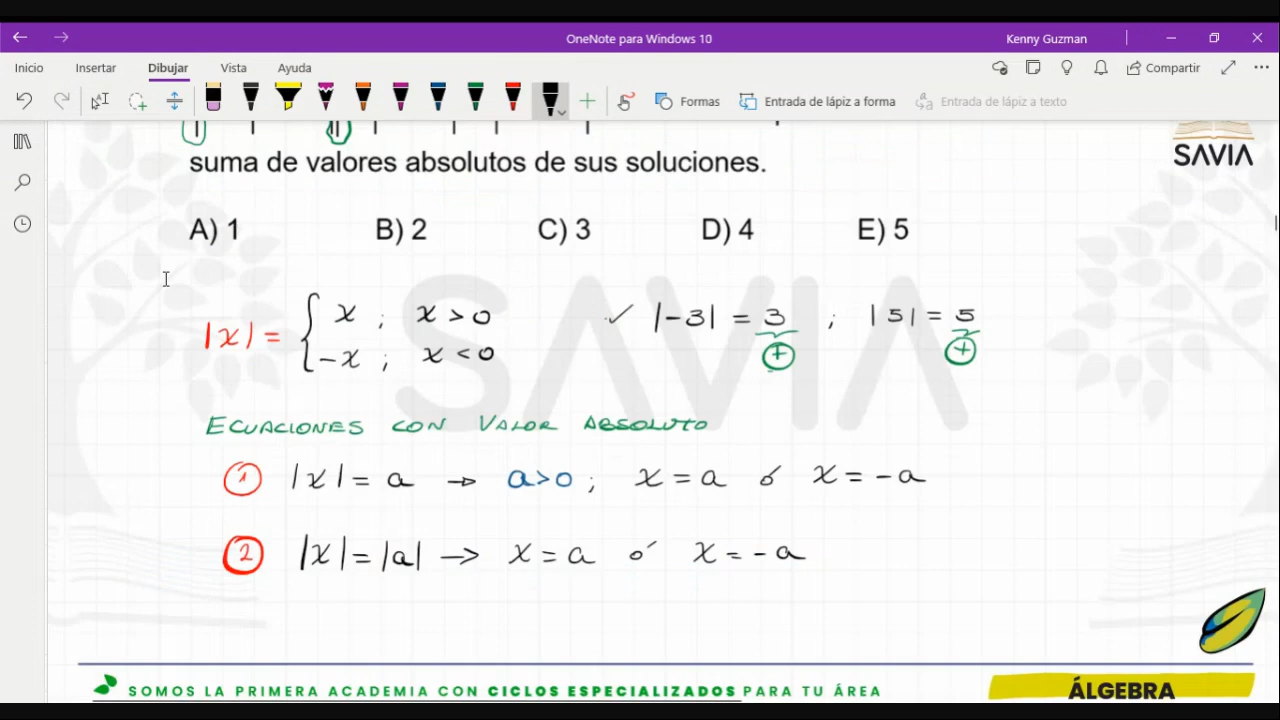 OneNote para Windows 10
Kenny Guzman
Inicio Insertar Dibujar Vista Ayuda
Compartir
Formas Entrada de lápiz a forma Entrada de lápiz a texto
SAVIA
suma de valores absolutos de sus soluciones.
A) 1 B) 2 C) 3 D) 4 E) 5
|x| = { x ; x > 0
-x ; x < 0
✓ |-3| = 3 ; |5| = 5
+ +
SAVIA
ECUACIONES CON VALOR ABSOLUTO
1 |x| = a → a>0 ; x = a ó x = -a
2 |x| = |a| → x = a ó x = -a
SOMOS LA PRIMERA ACADEMIA CON CICLOS ESPECIALIZADOS PARA TU ÁREA
ÁLGEBRA